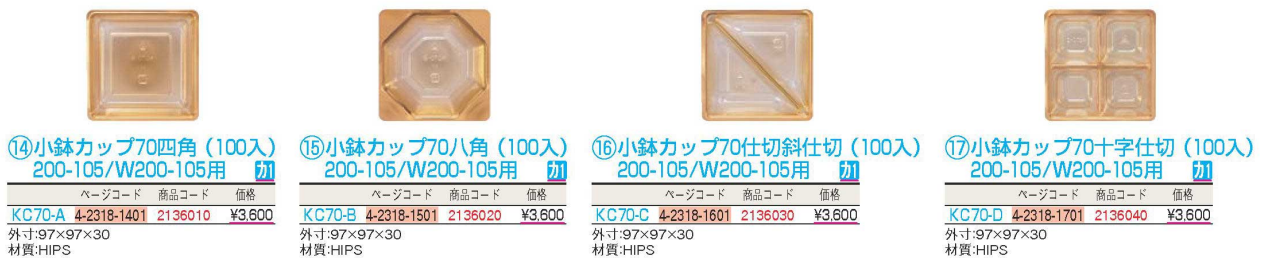 ⑭小鉢カップ70四角（100入）
200-105/W200-105用 カ1
ページコード 商品コード 価格
KC70-A 4-2318-1401 2136010 ¥3,600
外寸:97×97×30
材質:HIPS
⑮小鉢カップ70八角（100入）
200-105/W200-105用 カ1
ページコード 商品コード 価格
KC70-B 4-2318-1501 2136020 ¥3,600
外寸:97×97×30
材質:HIPS
⑯小鉢カップ70仕切斜仕切（100入）
200-105/W200-105用 カ1
ページコード 商品コード 価格
KC70-C 4-2318-1601 2136030 ¥3,600
外寸:97×97×30
材質:HIPS
⑰小鉢カップ70十字仕切（100入）
200-105/W200-105用 カ1
ページコード 商品コード 価格
KC70-D 4-2318-1701 2136040 ¥3,600
外寸:97×97×30
材質:HIPS